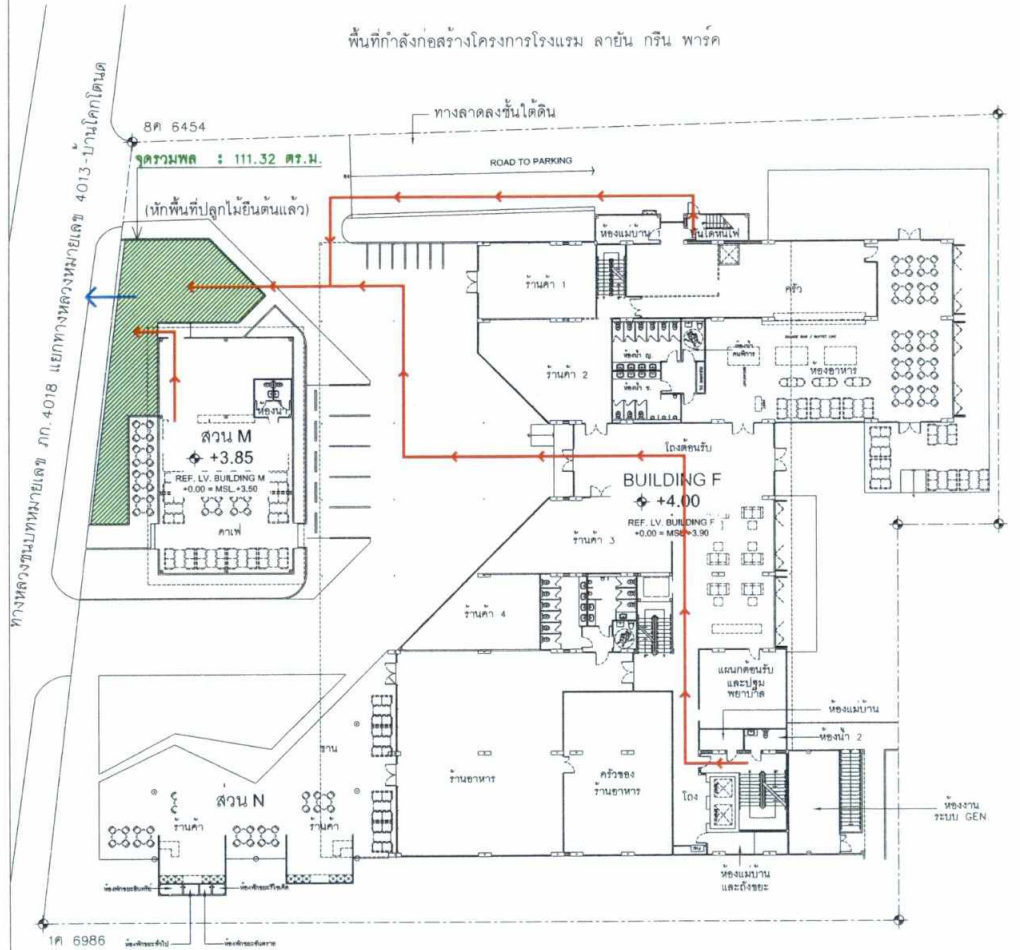 พื้นที่กำลังก่อสร้างโครงการโรงแรม ลายัน กรีน พาร์ค
ทางลาดลงชั้นใต้ดิน
8ค 6454
จุดรวมพล : 111.32 ตร.ม.
ROAD TO PARKING
(หักพื้นที่ปลูกไม้ยืนต้นแล้ว)
ทางหลวงชนบทหมายเลข ภก.4018 แยกทางหลวงหมายเลข 4013-บ้านโคกโตนด
ห้องแม่บ้าน 1
บันไดหนีไฟ
ร้านค้า 1
ครัว
ร้านค้า 2
ห้องน้ำ ญ.
ห้องน้ำ คนพิการ
ห้องอาหาร
ห้องน้ำ ช.
ห้องน้ำ
ส่วน M
+3.85
REF. LV. BUILDING M
+0.00 = MSL.+3.50
คาเฟ่
โถงต้อนรับ
BUILDING F
+4.00
REF. LV. BUILDING F
+0.00 = MSL.+3.90
ร้านค้า 3
ร้านค้า 4
แผนกต้อนรับ
และปฐม
พยาบาล
ห้องแม่บ้าน
ห้องน้ำ 2
ชาน
ร้านอาหาร
ครัวของ
ร้านอาหาร
โถง
ส่วน N
ร้านค้า
ร้านค้า
ห้องงาน
ระบบ GEN.
ห้องแม่บ้าน
และถังขยะ
1ค 6986